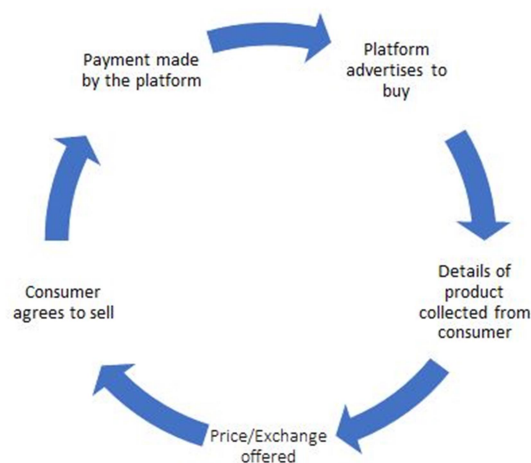 Payment made
by the platform
Platform
advertises to
buy
Details of
product
collected from
consumer
Price/Exchange
offered
Consumer
agrees to sell